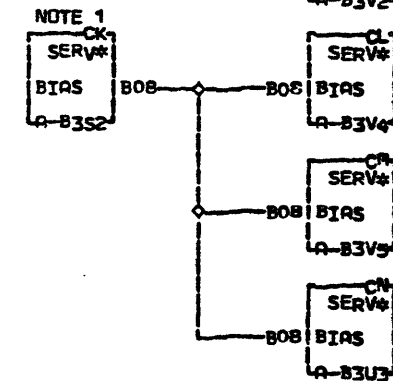 B3V2
NOTE 1
CK
SERV*
BIAS B08
A-B3S2
CL
SERV*
B08 BIAS
A-B3V4
CM
SERV*
B08 BIAS
A-B3V5
CN
SERV*
B08 BIAS
A-B3U3